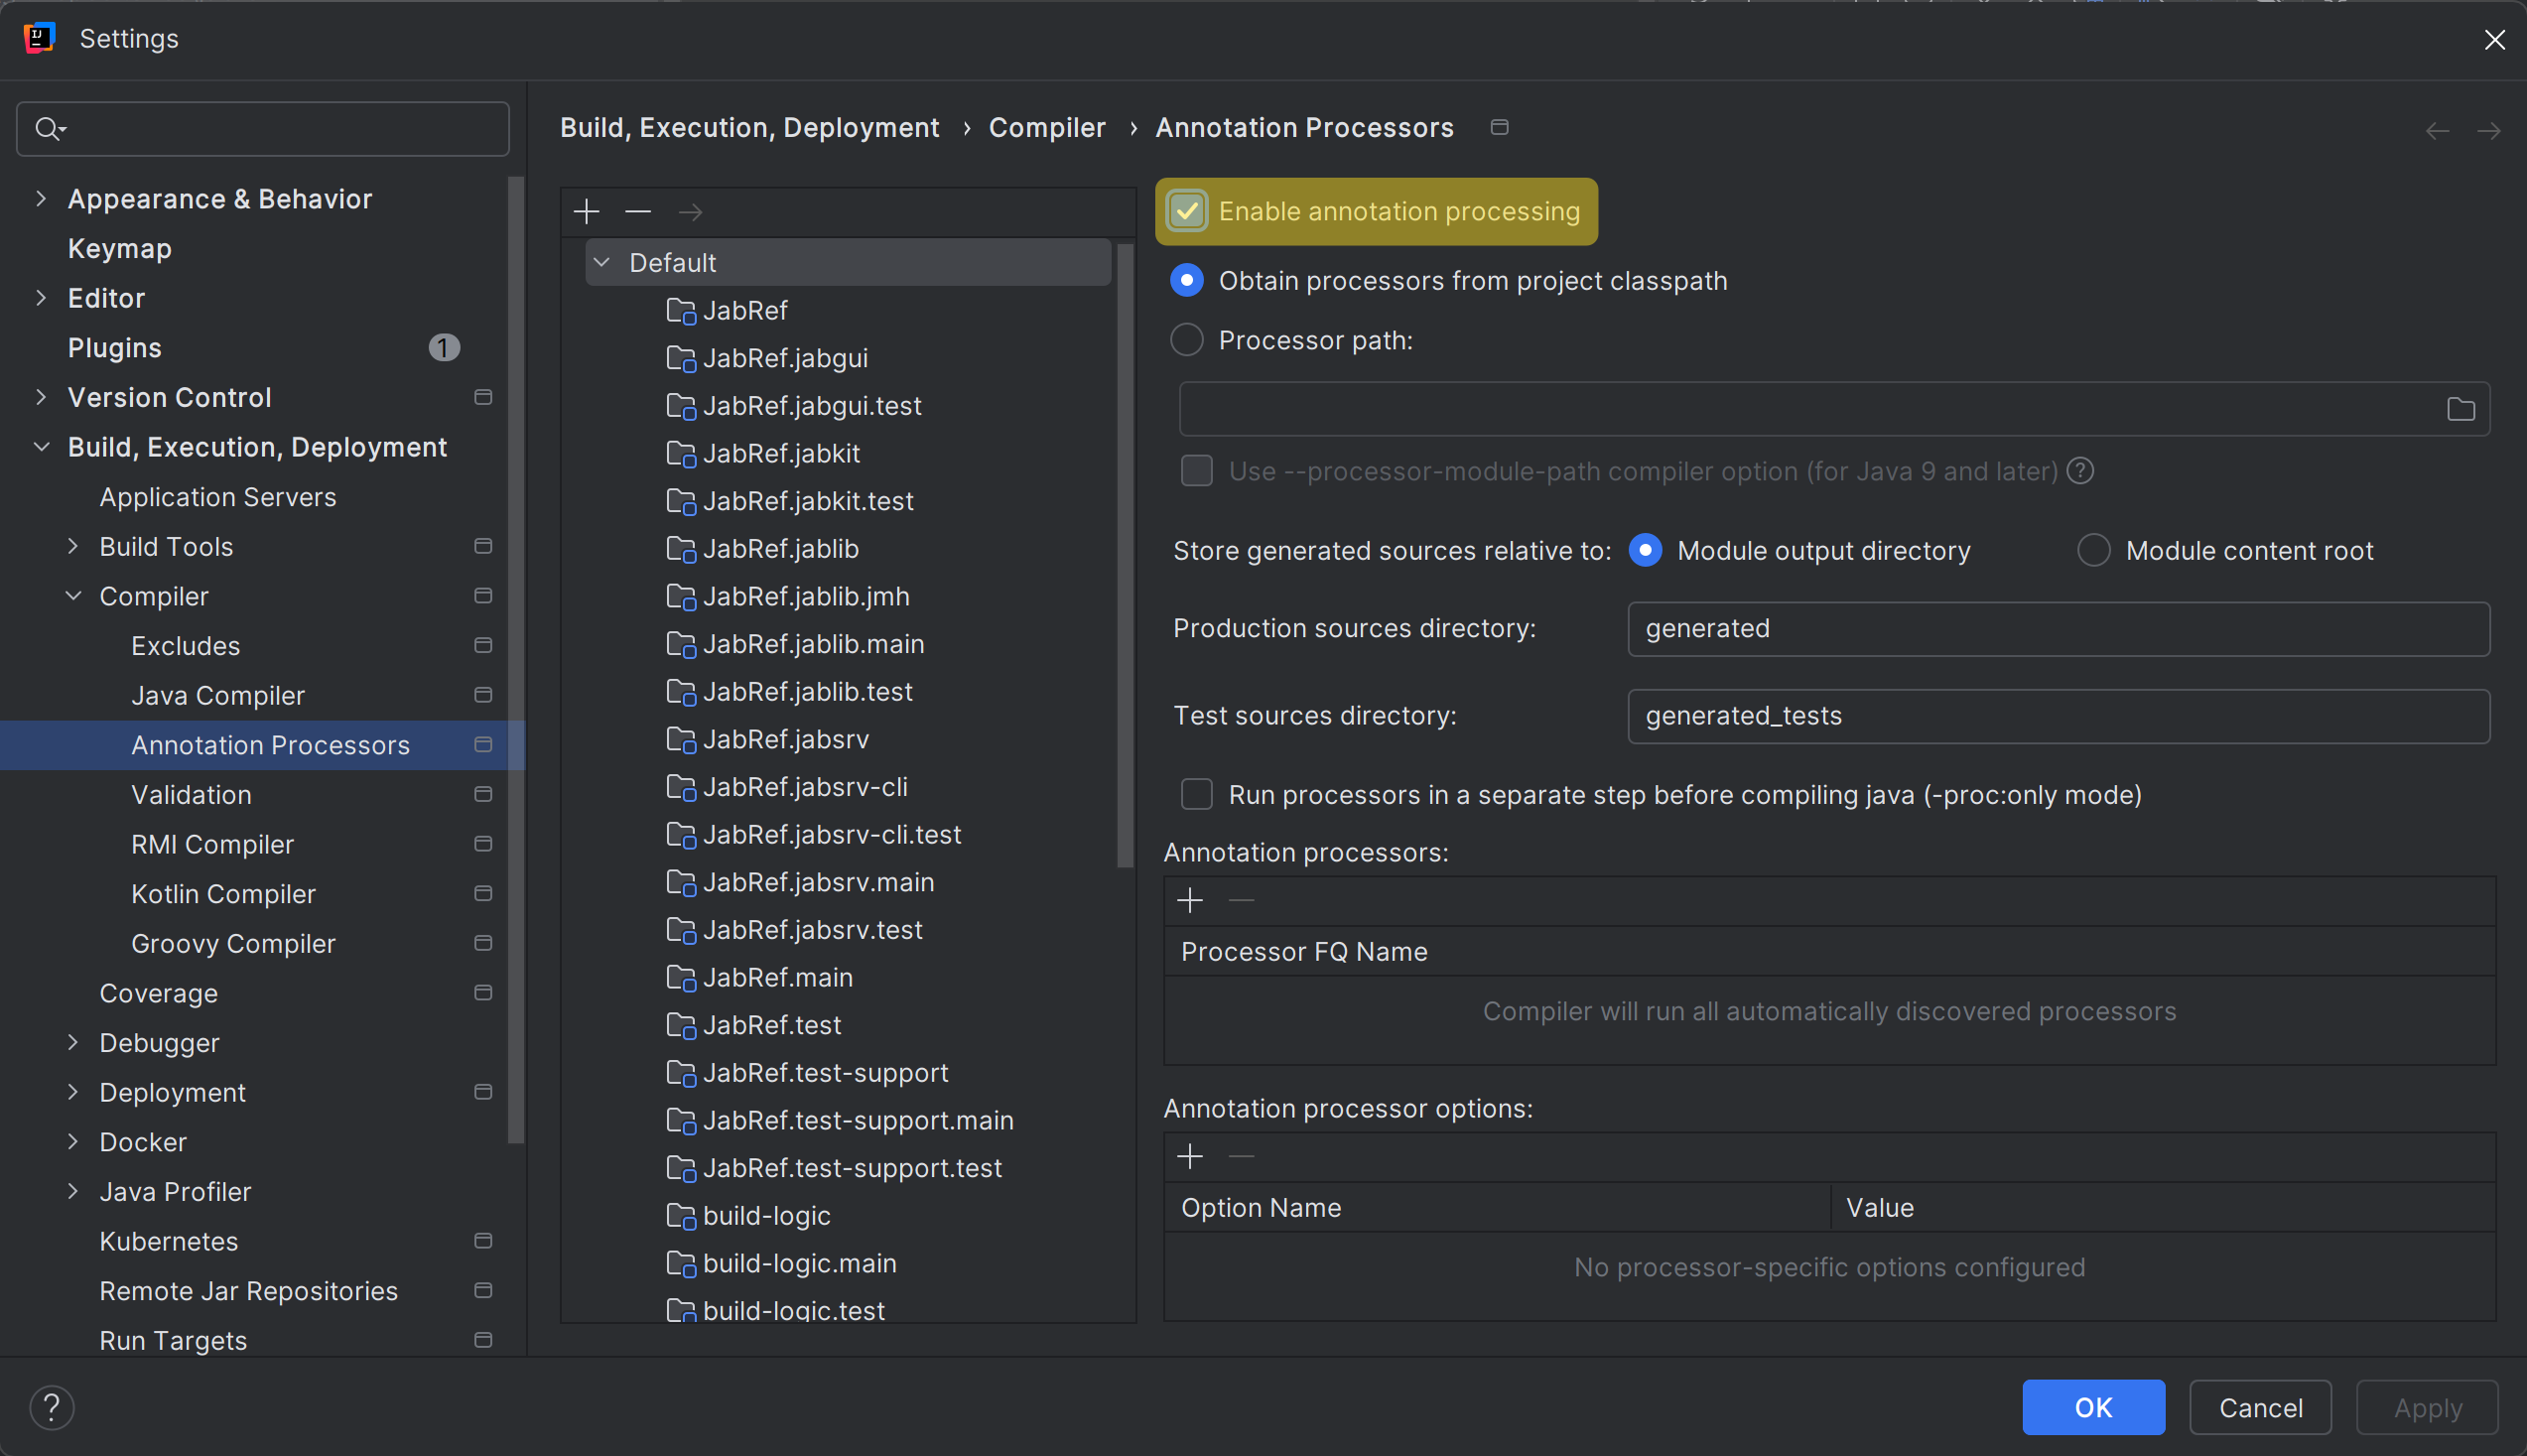 Settings
Appearance & Behavior
Keymap
Editor
Plugins 1
Version Control
Build, Execution, Deployment
Application Servers
Build Tools
Compiler
Excludes
Java Compiler
Annotation Processors
Validation
RMI Compiler
Kotlin Compiler
Groovy Compiler
Coverage
Debugger
Deployment
Docker
Java Profiler
Kubernetes
Remote Jar Repositories
Run Targets
Build, Execution, Deployment › Compiler › Annotation Processors
Default
JabRef
JabRef.jabgui
JabRef.jabgui.test
JabRef.jabkit
JabRef.jabkit.test
JabRef.jablib
JabRef.jablib.jmh
JabRef.jablib.main
JabRef.jablib.test
JabRef.jabsrv
JabRef.jabsrv-cli
JabRef.jabsrv-cli.test
JabRef.jabsrv.main
JabRef.jabsrv.test
JabRef.main
JabRef.test
JabRef.test-support
JabRef.test-support.main
JabRef.test-support.test
build-logic
build-logic.main
build-logic.test
Enable annotation processing
Obtain processors from project classpath
Processor path:
Use --processor-module-path compiler option (for Java 9 and later) ?
Store generated sources relative to: Module output directory Module content root
Production sources directory: generated
Test sources directory: generated_tests
Run processors in a separate step before compiling java (-proc:only mode)
Annotation processors:
Processor FQ Name
Compiler will run all automatically discovered processors
Annotation processor options:
Option Name Value
No processor-specific options configured
? OK Cancel Apply